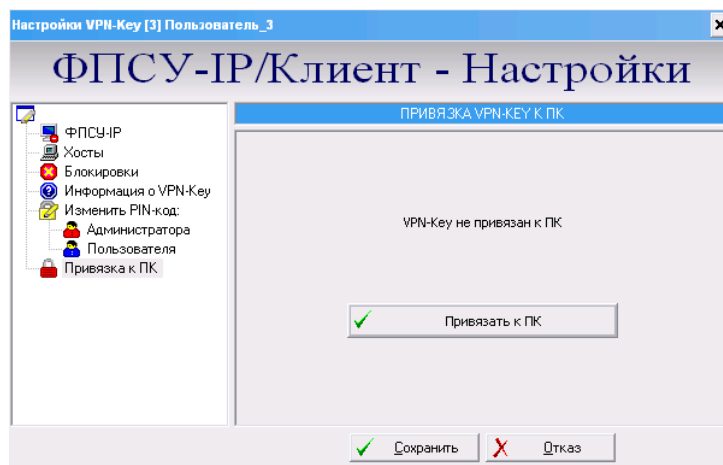 Настройки VPN-Key [3] Пользователь_3
ФПСУ-IP/Клиент - Настройки
ФПСУ-IP
Хосты
Блокировки
Информация о VPN-Key
Изменить PIN-код:
Администратора
Пользователя
Привязка к ПК
ПРИВЯЗКА VPN-KEY К ПК
VPN-Key не привязан к ПК
Привязать к ПК
Сохранить
Отказ